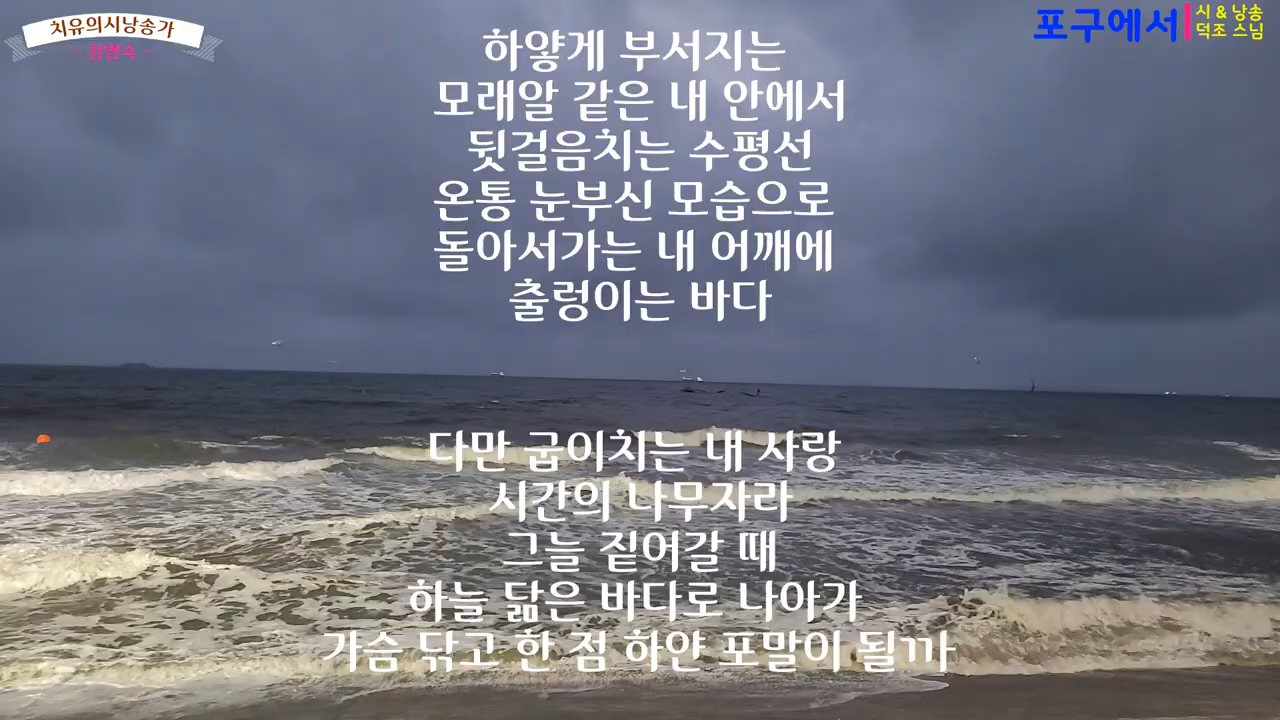 치유의시낭송가
하얗게 부서지는
모래알 같은 내 안에서
뒷걸음치는 수평선
온통 눈부신 모습으로
돌아서가는 내 어깨에
출렁이는 바다
다만 굽이치는 내 사랑
시간의 나무자라
그늘 짙어갈 때
하늘 닮은 바다로 나아가
가슴 닦고 한 점 하얀 포말이 될까
포구에서
시 & 낭송
덕조 스님